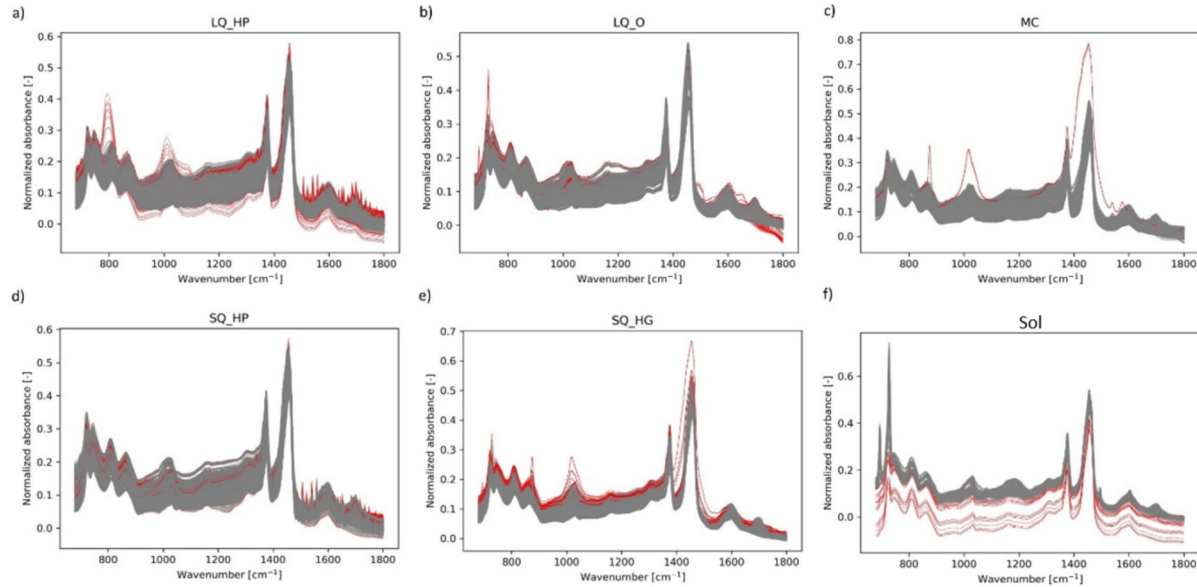 a)
LQ_HP
Normalized absorbance [-]
0.6
0.5
0.4
0.3
0.2
0.1
0.0
800 1000 1200 1400 1600 1800
Wavenumber [cm⁻¹]
b)
LQ_O
Normalized absorbance [-]
0.5
0.4
0.3
0.2
0.1
0.0
800 1000 1200 1400 1600 1800
Wavenumber [cm⁻¹]
c)
MC
Normalized absorbance [-]
0.8
0.7
0.6
0.5
0.4
0.3
0.2
0.1
0.0
800 1000 1200 1400 1600 1800
Wavenumber [cm⁻¹]
d)
SQ_HP
Normalized absorbance [-]
0.6
0.5
0.4
0.3
0.2
0.1
0.0
800 1000 1200 1400 1600 1800
Wavenumber [cm⁻¹]
e)
SQ_HG
Normalized absorbance [-]
0.7
0.6
0.5
0.4
0.3
0.2
0.1
0.0
800 1000 1200 1400 1600 1800
Wavenumber [cm⁻¹]
f)
Sol
Normalized absorbance [-]
0.6
0.4
0.2
0.0
800 1000 1200 1400 1600 1800
Wavenumber [cm⁻¹]